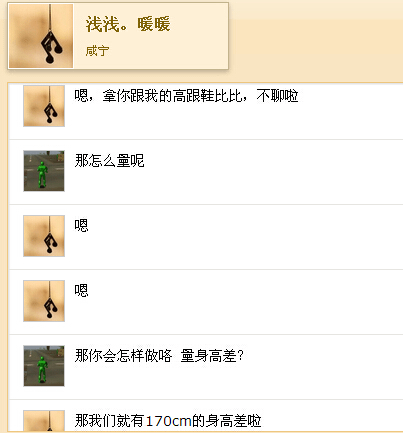 浅浅。暖暖
咸宁
嗯，拿你跟我的高跟鞋比比，不聊啦
那怎么量呢
嗯
嗯
那你会怎样做咯 量身高差?
那我们就有170cm的身高差啦